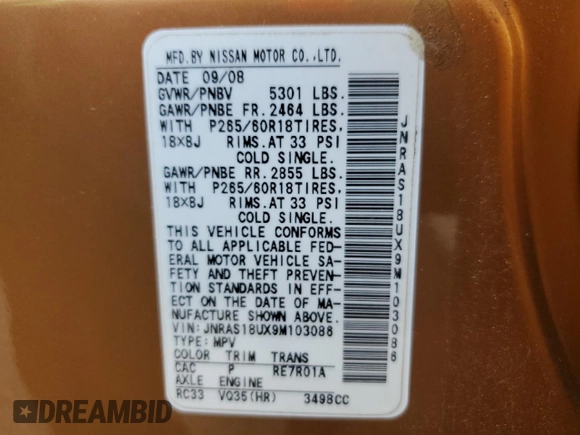 MFD.BY NISSAN MOTOR CO.,LTD.
DATE 09/08
GVWR/PNBV 5301 LBS.
GAWR/PNBE FR. 2464 LBS.
WITH P265/60R18TIRES,
18X8J RIMS.AT 33 PSI
COLD SINGLE.
GAWR/PNBE RR. 2855 LBS.
WITH P265/60R18TIRES,
18X8J RIMS.AT 33 PSI
COLD SINGLE.
THIS VEHICLE CONFORMS
TO ALL APPLICABLE FED-
ERAL MOTOR VEHICLE SA-
FETY AND THEFT PREVEN-
TION STANDARDS IN EFF-
ECT ON THE DATE OF MA-
NUFACTURE SHOWN ABOVE.
VIN: JNRAS18UX9M103086
TYPE: MPV
COLOR TRIM TRANS
CAC P RE7R01A
AXLE ENGINE
RC33 VQ35(HR) 3498CC
JNRAS18UX9M103086
DREAMBID